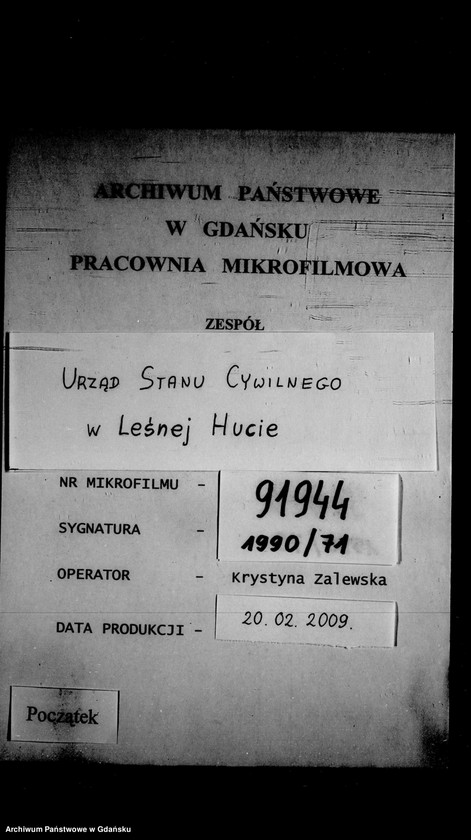 ARCHIWUM PAŃSTWOWE
W GDAŃSKU
PRACOWNIA MIKROFILMOWA
ZESPÓŁ
URZĄD STANU CYWILNEGO
w Leśnej Hucie
NR MIKROFILMU - 91944
SYGNATURA - 1990/71
OPERATOR - Krystyna Zalewska
DATA PRODUKCJI - 20.02.2009.
Początek
Archiwum Państwowe w Gdańsku